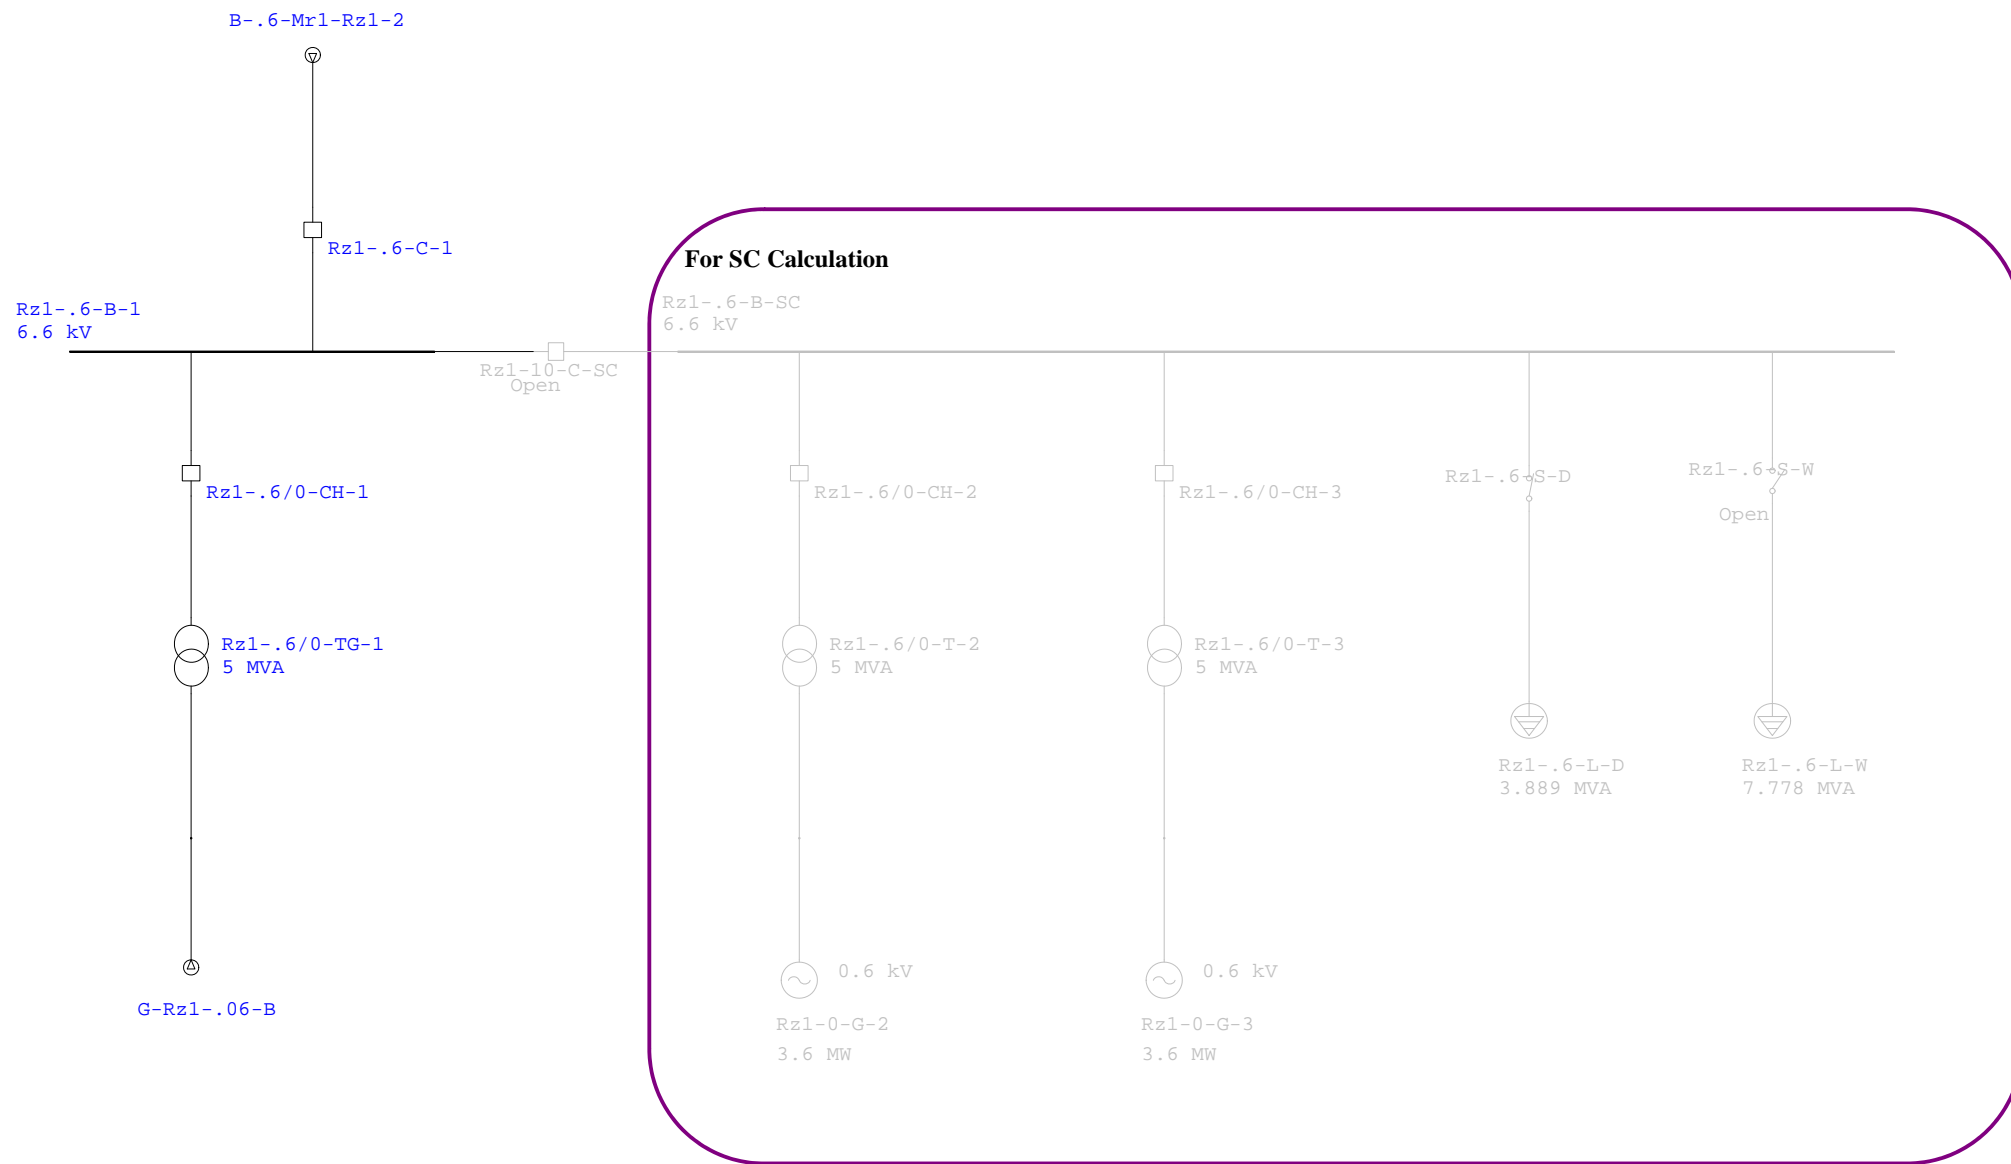 B-.6-Mr1-Rz1-2
Rz1-.6-C-1
For SC Calculation
Rz1-.6-B-1
6.6 kV
Rz1-.6-B-SC
6.6 kV
Rz1-10-C-SC
Open
Rz1-.6/0-CH-1
Rz1-.6/0-CH-2
Rz1-.6/0-CH-3
Rz1-.6-S-D
Rz1-.6-S-W
Open
Rz1-.6/0-TG-1
5 MVA
Rz1-.6/0-T-2
5 MVA
Rz1-.6/0-T-3
5 MVA
Rz1-.6-L-D
3.889 MVA
Rz1-.6-L-W
7.778 MVA
0.6 kV
0.6 kV
G-Rz1-.06-B
Rz1-0-G-2
3.6 MW
Rz1-0-G-3
3.6 MW